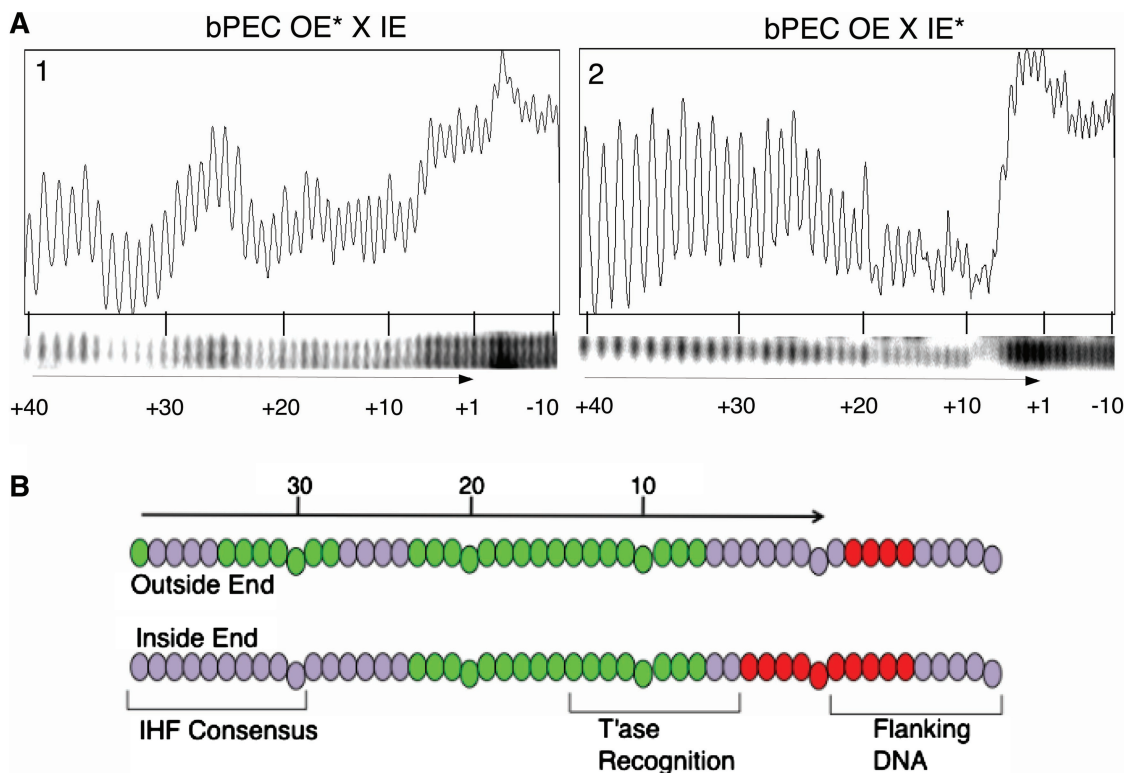 A
bPEC OE* X IE
bPEC OE X IE*
1
2
+40 +30 +20 +10 +1 -10
+40 +30 +20 +10 +1 -10
B
30 20 10
Outside End
Inside End
IHF Consensus
T'ase
Recognition
Flanking
DNA